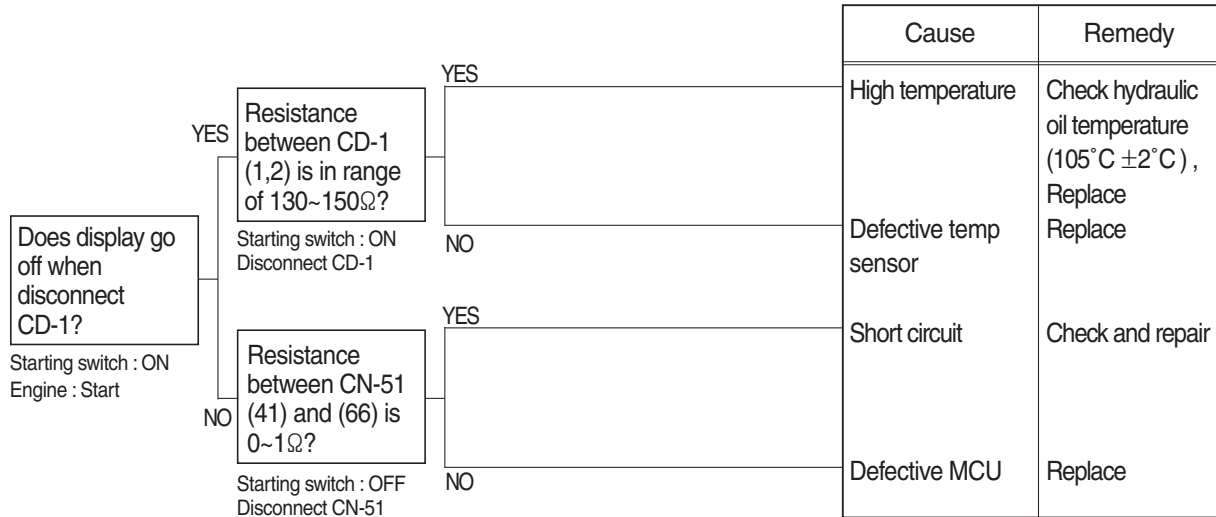 Does display go
off when
disconnect
CD-1?
Starting switch : ON
Engine : Start
YES
Resistance
between CD-1
(1,2) is in range
of 130~150Ω?
Starting switch : ON
Disconnect CD-1
NO
Resistance
between CN-51
(41) and (66) is
0~1Ω?
Starting switch : OFF
Disconnect CN-51
YES
NO
YES
NO
Cause
Remedy
High temperature
Check hydraulic
oil temperature
(105˚C ±2˚C ) ,
Replace
Defective temp
sensor
Replace
Short circuit
Check and repair
Defective MCU
Replace